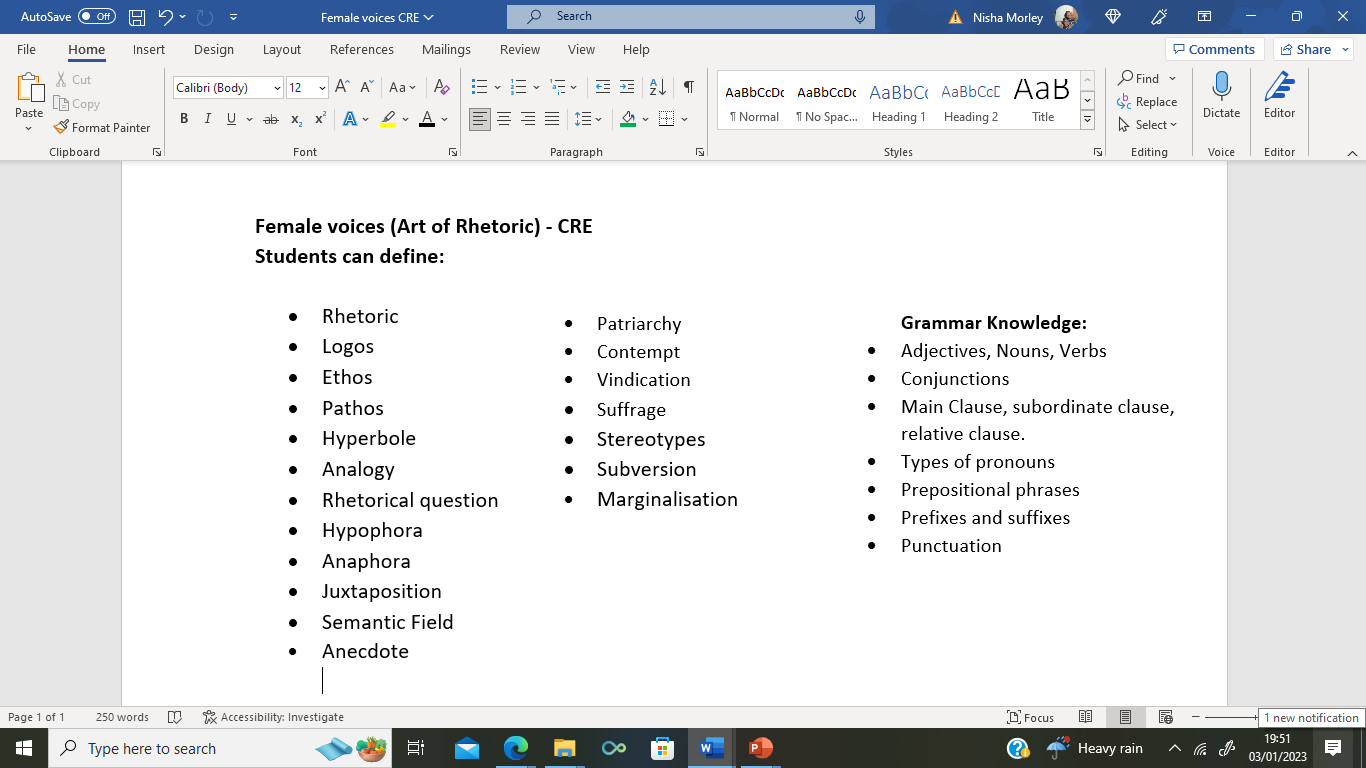 AutoSave Off Female voices CRE Search Nisha Morley
File Home Insert Design Layout References Mailings Review View Help Comments Share
Paste
Cut
Copy
Format Painter
Clipboard
Calibri (Body) 12
Font
Paragraph
AaBbCcDc AaBbCcDc AaBbCc AaBbCcD AaB
¶ Normal ¶ No Spac... Heading 1 Heading 2 Title
Styles
Find
Replace
Select
Editing
Dictate
Voice
Editor
Editor
Female voices (Art of Rhetoric) - CRE
Students can define:
• Rhetoric
• Logos
• Ethos
• Pathos
• Hyperbole
• Analogy
• Rhetorical question
• Hypophora
• Anaphora
• Juxtaposition
• Semantic Field
• Anecdote
• Patriarchy
• Contempt
• Vindication
• Suffrage
• Stereotypes
• Subversion
• Marginalisation
Grammar Knowledge:
• Adjectives, Nouns, Verbs
• Conjunctions
• Main Clause, subordinate clause,
relative clause.
• Types of pronouns
• Prepositional phrases
• Prefixes and suffixes
• Punctuation
Page 1 of 1 250 words Accessibility: Investigate Focus 1 new notification
Type here to search Heavy rain 19:51
03/01/2023